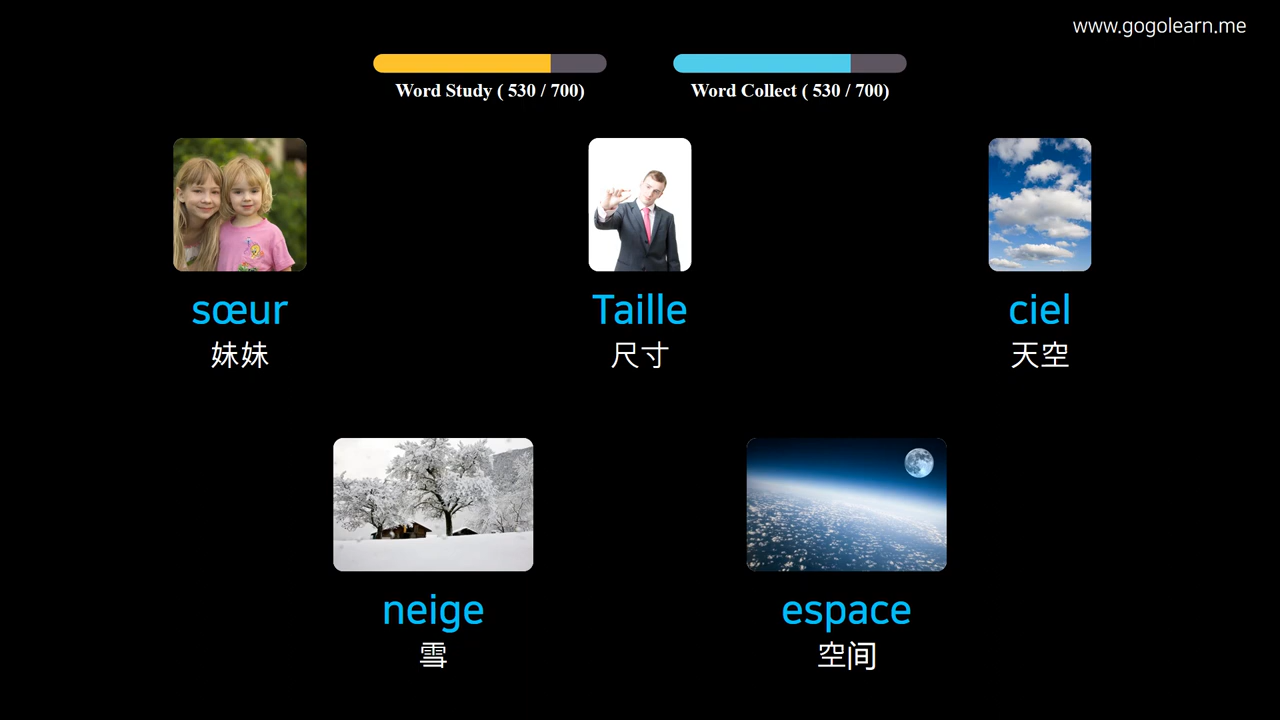 www.gogolearn.me
Word Study ( 530 / 700)
Word Collect ( 530 / 700)
sœur
妹妹
Taille
尺寸
ciel
天空
neige
雪
espace
空间